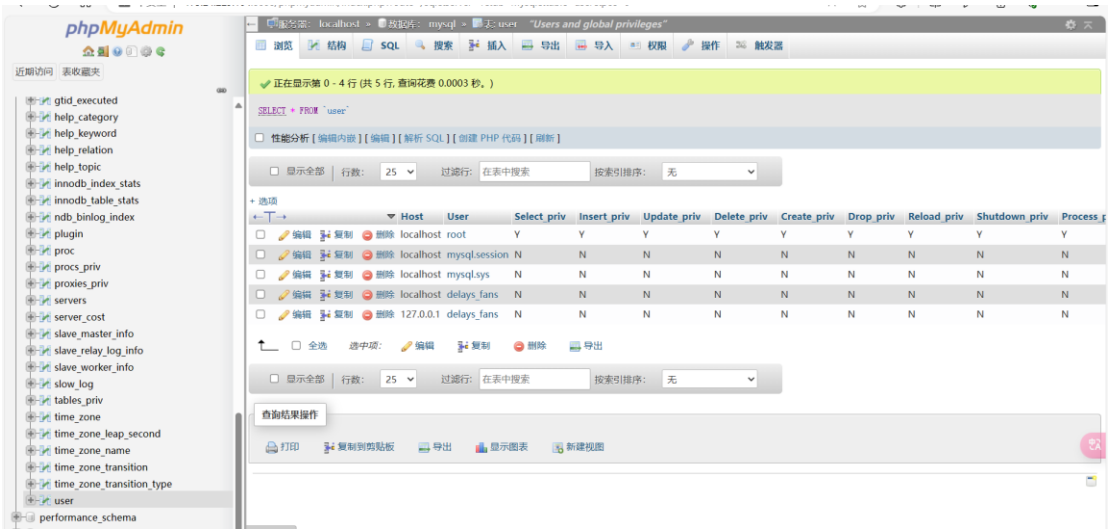 phpMyAdmin
近期访问 表收藏夹
gtid_executed
help_category
help_keyword
help_relation
help_topic
innodb_index_stats
innodb_table_stats
ndb_binlog_index
plugin
proc
procs_priv
proxies_priv
servers
server_cost
slave_master_info
slave_relay_log_info
slave_worker_info
slow_log
tables_priv
time_zone
time_zone_leap_second
time_zone_name
time_zone_transition
time_zone_transition_type
user
performance_schema
服务器: localhost » 数据库: mysql » 表: user "Users and global privileges"
浏览 结构 SQL 搜索 插入 导出 导入 权限 操作 触发器
正在显示第 0 - 4 行 (共 5 行, 查询花费 0.0003 秒。)
SELECT * FROM `user`
性能分析 [ 编辑内嵌 ] [ 编辑 ] [ 解析 SQL ] [ 创建 PHP 代码 ] [ 刷新 ]
显示全部 | 行数: 25 过滤行: 在表中搜索 按索引排序: 无
+ 选项
←T→ Host User Select_priv Insert_priv Update_priv Delete_priv Create_priv Drop_priv Reload_priv Shutdown_priv Process_p
编辑 复制 删除 localhost root Y Y Y Y Y Y Y Y Y
编辑 复制 删除 localhost mysql.session N N N N N N N N N
编辑 复制 删除 localhost mysql.sys N N N N N N N N N
编辑 复制 删除 localhost delays_fans N N N N N N N N N
编辑 复制 删除 127.0.0.1 delays_fans N N N N N N N N N
全选 选中项: 编辑 复制 删除 导出
显示全部 | 行数: 25 过滤行: 在表中搜索 按索引排序: 无
查询结果操作
打印 复制到剪贴板 导出 显示图表 新建视图